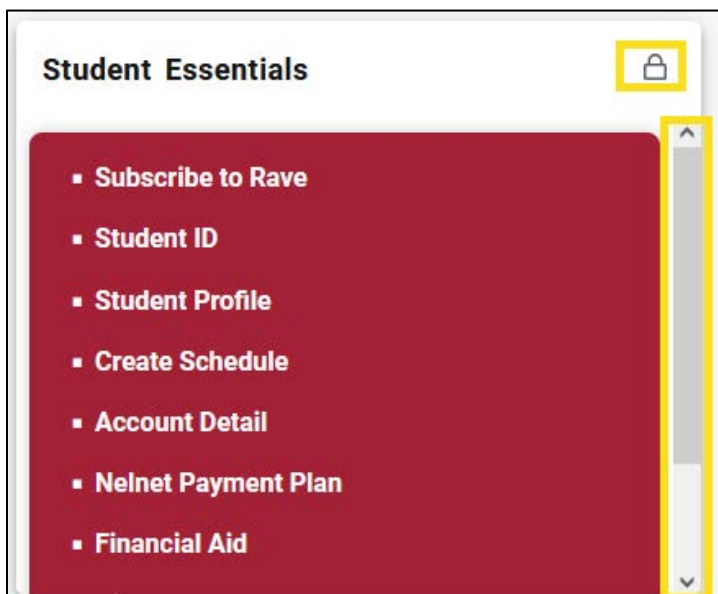 Student Essentials
Subscribe to Rave
Student ID
Student Profile
Create Schedule
Account Detail
Nelnet Payment Plan
Financial Aid